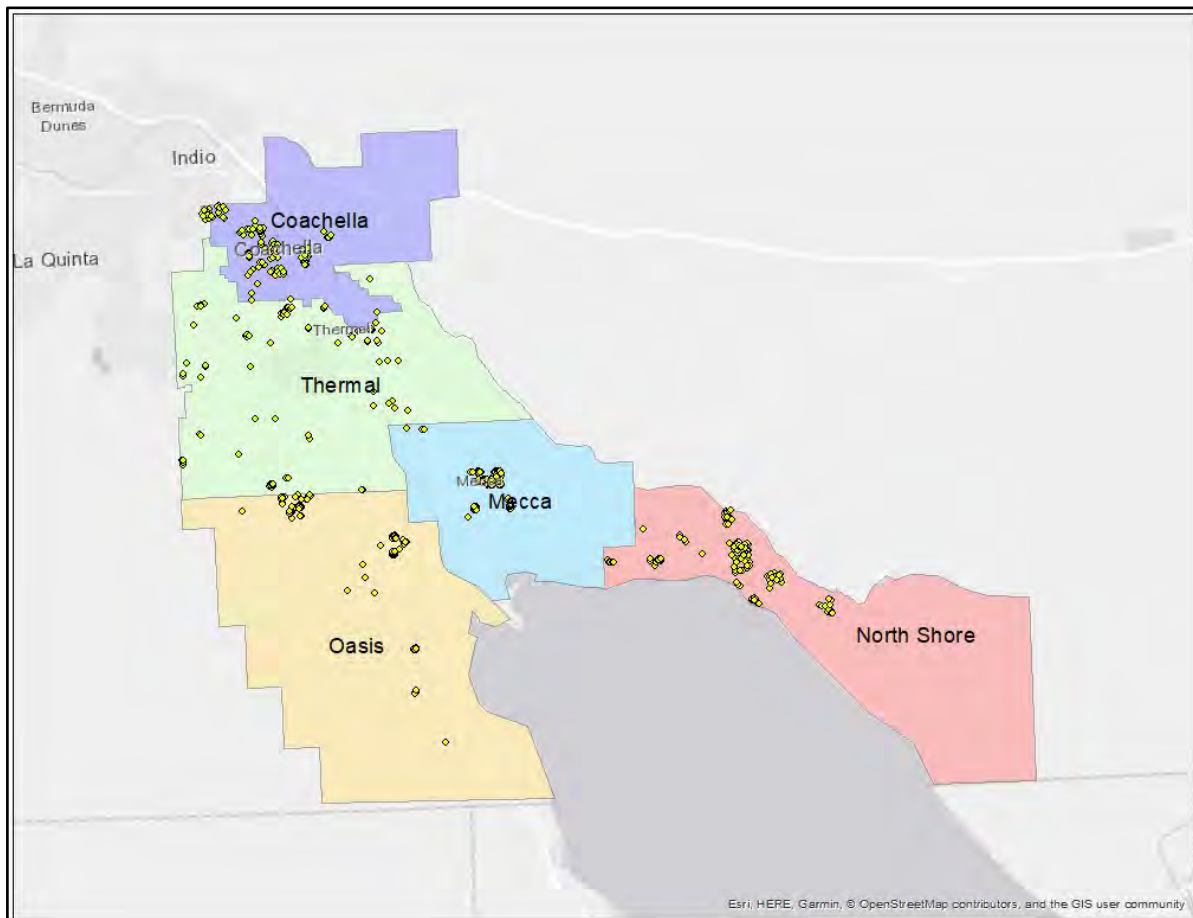 Bermuda
Dunes
Indio
Coachella
Coachella
La Quinta
Thermal
Thermal
Mecca
Mecca
Oasis
North Shore
Esri, HERE, Garmin, © OpenStreetMap contributors, and the GIS user community